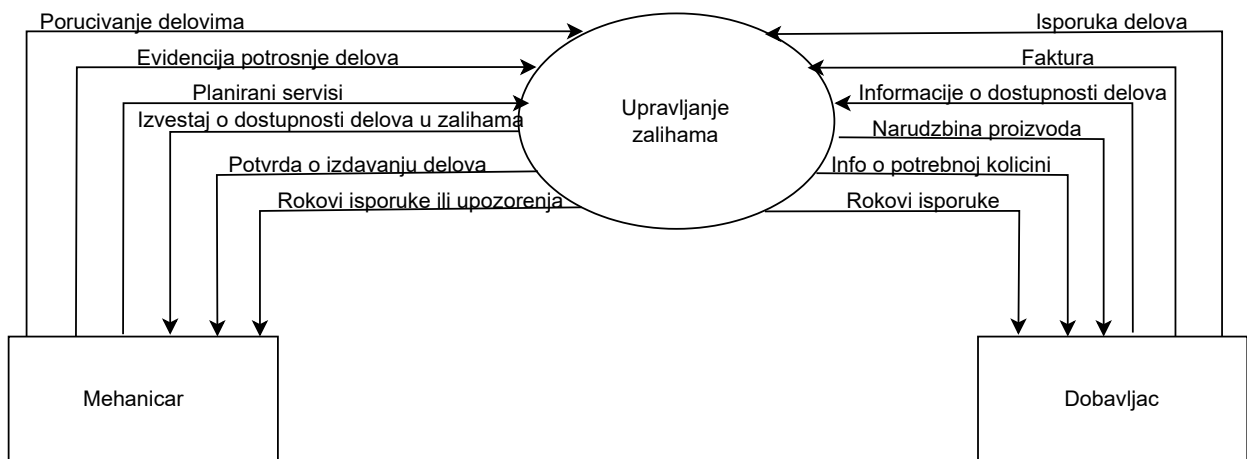 Porucivanje delovima
Evidencija potrosnje delova
Planirani servisi
Izvestaj o dostupnosti delova u zalihama
Potvrda o izdavanju delova
Rokovi isporuke ili upozorenja
Upravljanje
zalihama
Isporuka delova
Faktura
Informacije o dostupnosti delova
Narudzbina proizvoda
Info o potrebnoj kolicini
Rokovi isporuke
Mehanicar
Dobavljac